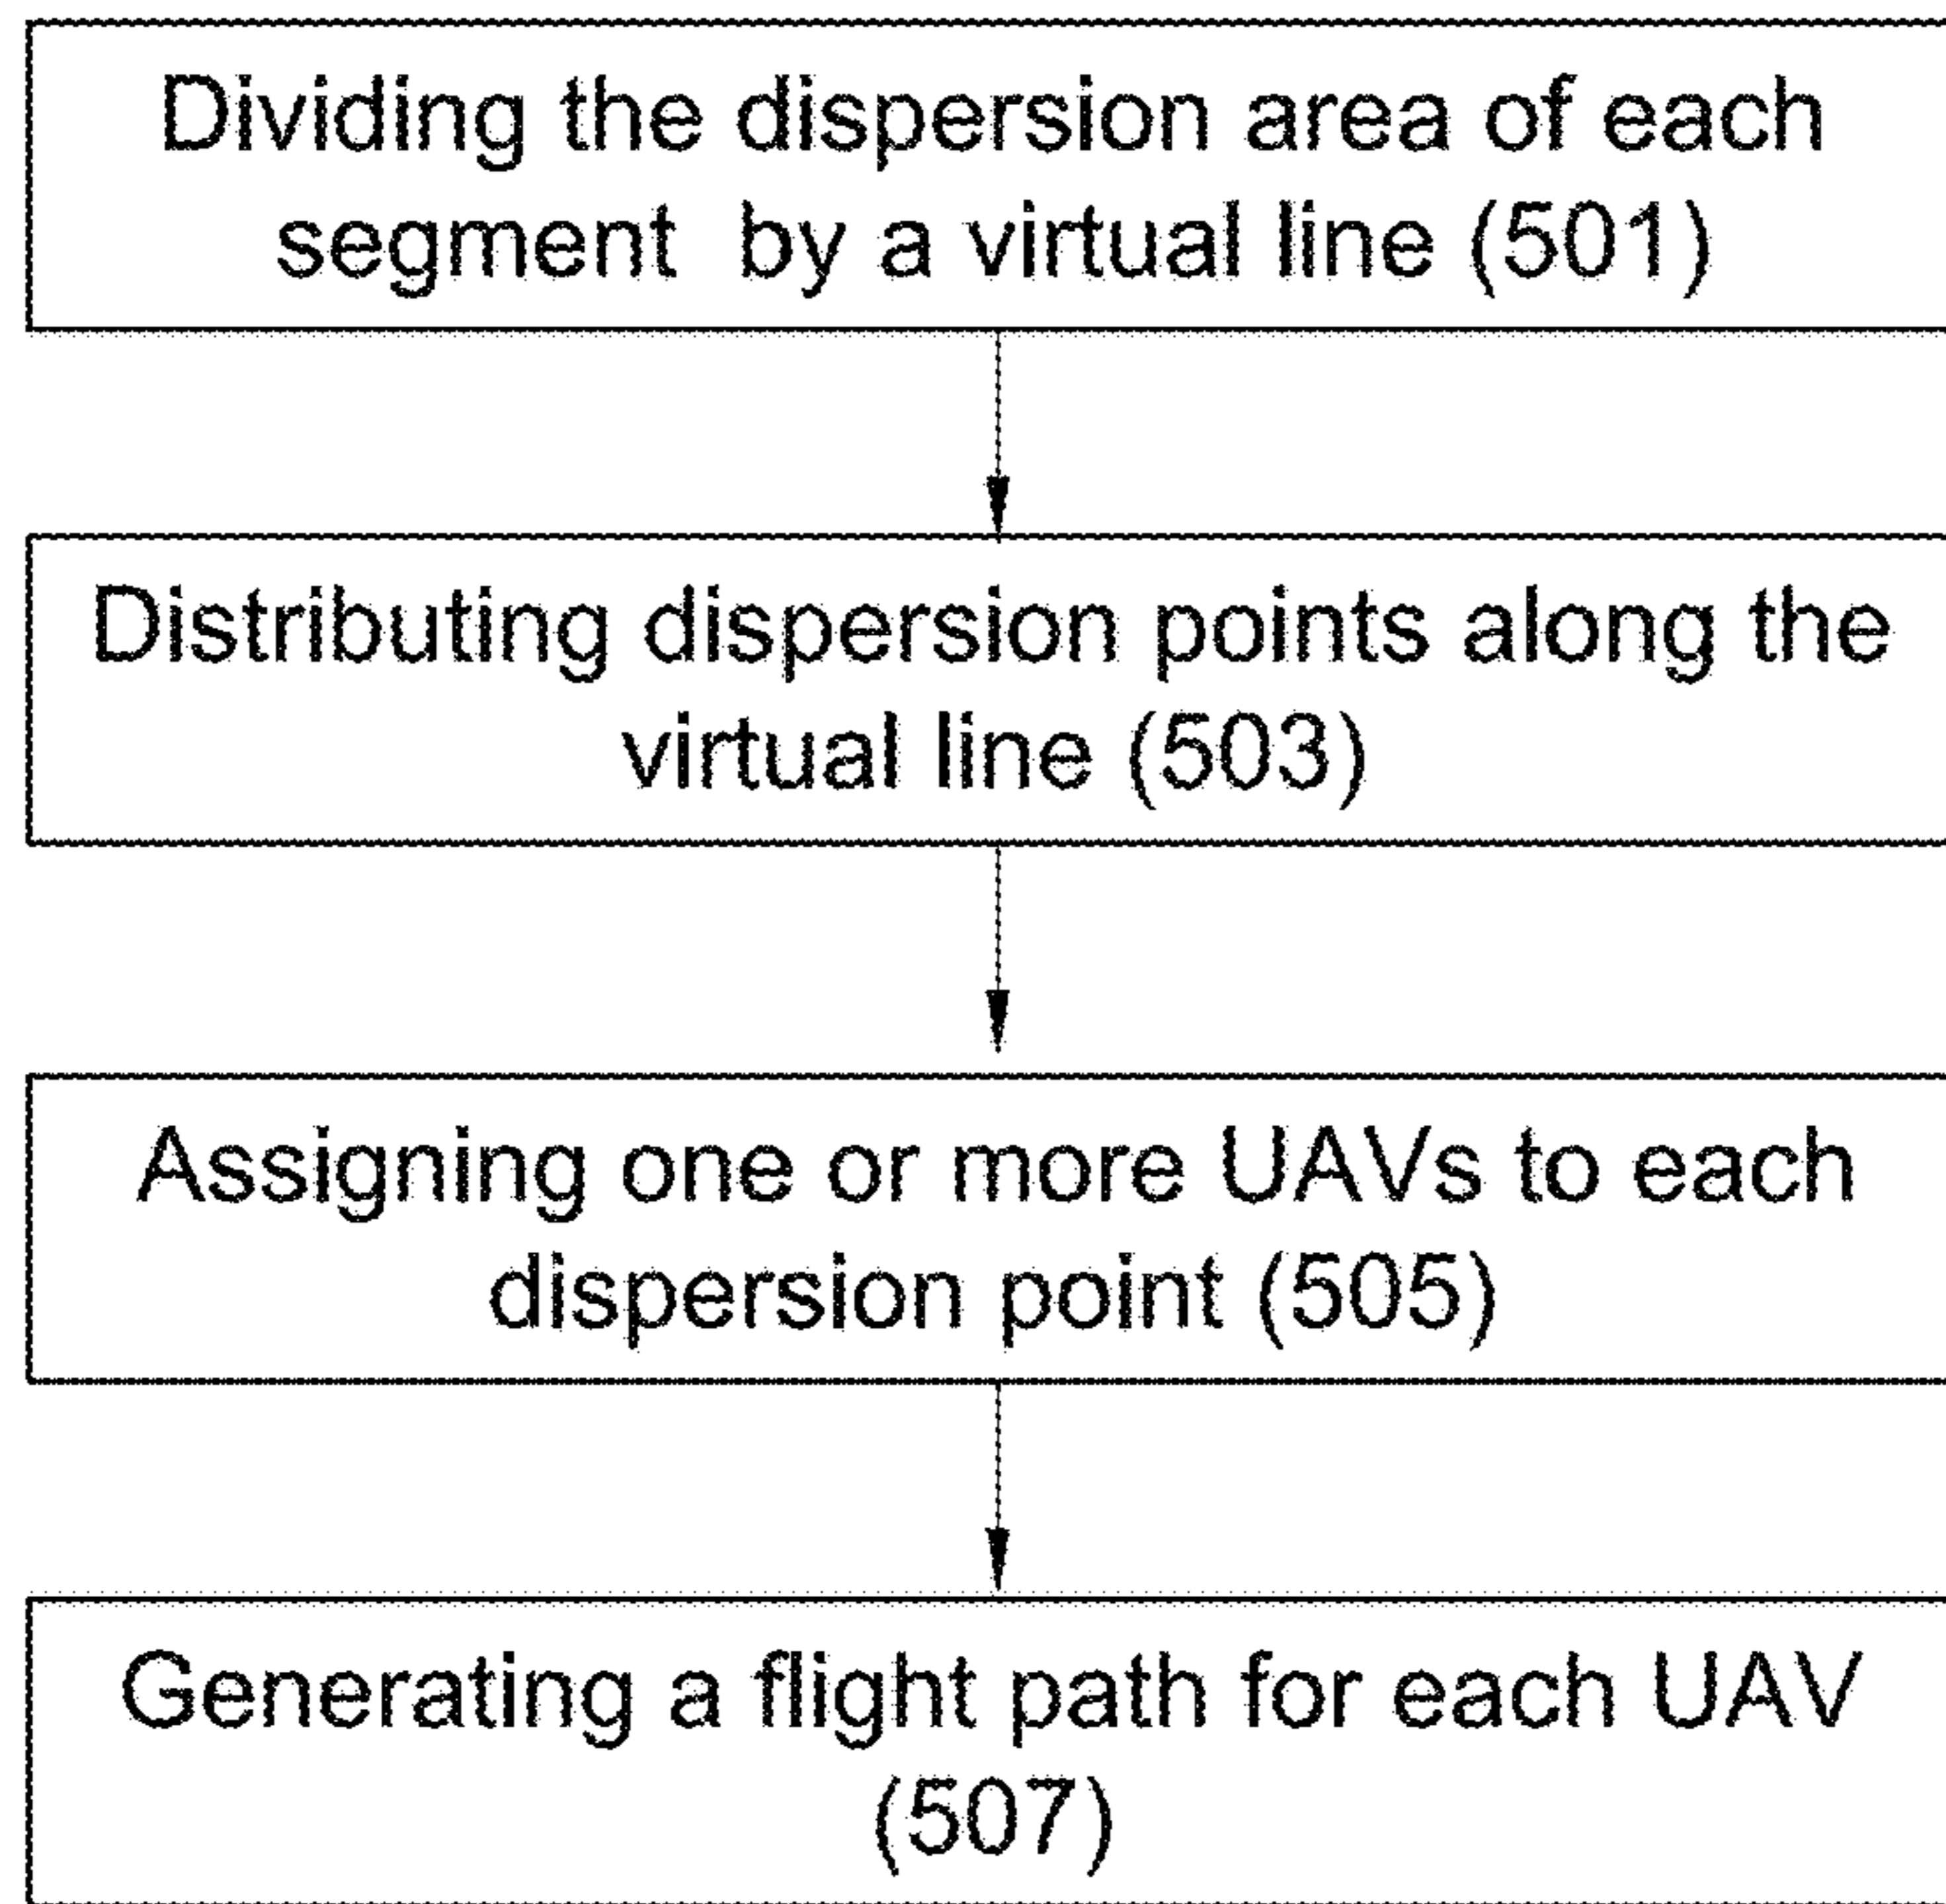 Dividing the dispersion area of each
segment by a virtual line (501)
Distributing dispersion points along the
virtual line (503)
Assigning one or more UAVs to each
dispersion point (505)
Generating a flight path for each UAV
(507)